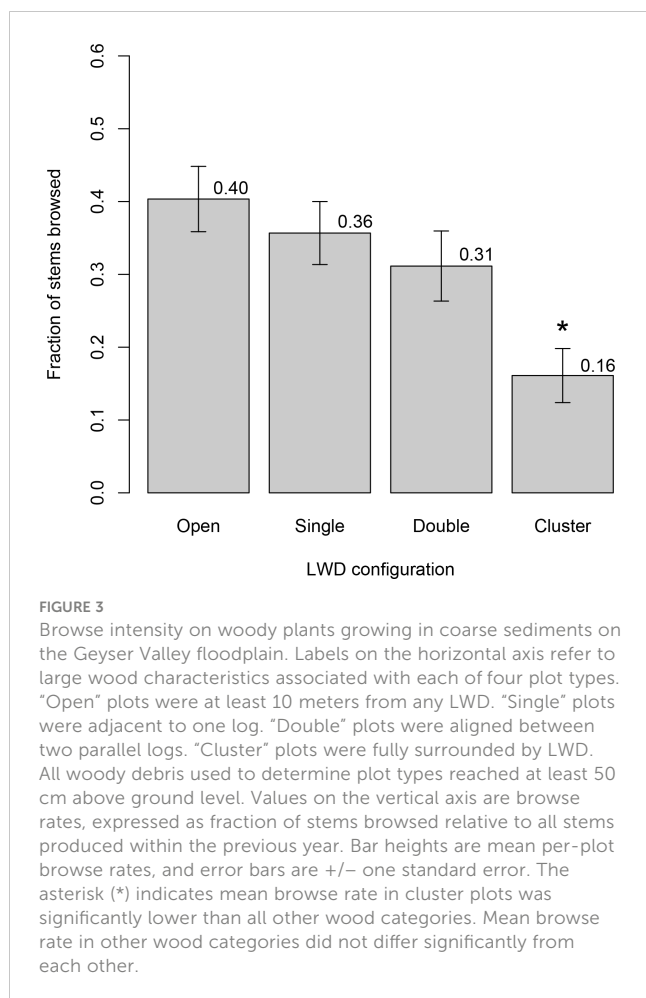 0.6
0.5
0.4
0.3
0.2
0.1
0.0
Fraction of stems browsed
0.40
0.36
0.31
*
0.16
Open Single Double Cluster
LWD configuration
FIGURE 3
Browse intensity on woody plants growing in coarse sediments on
the Geyser Valley floodplain. Labels on the horizontal axis refer to
large wood characteristics associated with each of four plot types.
“Open” plots were at least 10 meters from any LWD. “Single” plots
were adjacent to one log. “Double” plots were aligned between
two parallel logs. “Cluster” plots were fully surrounded by LWD.
All woody debris used to determine plot types reached at least 50
cm above ground level. Values on the vertical axis are browse
rates, expressed as fraction of stems browsed relative to all stems
produced within the previous year. Bar heights are mean per-plot
browse rates, and error bars are +/− one standard error. The
asterisk (*) indicates mean browse rate in cluster plots was
significantly lower than all other wood categories. Mean browse
rate in other wood categories did not differ significantly from
each other.